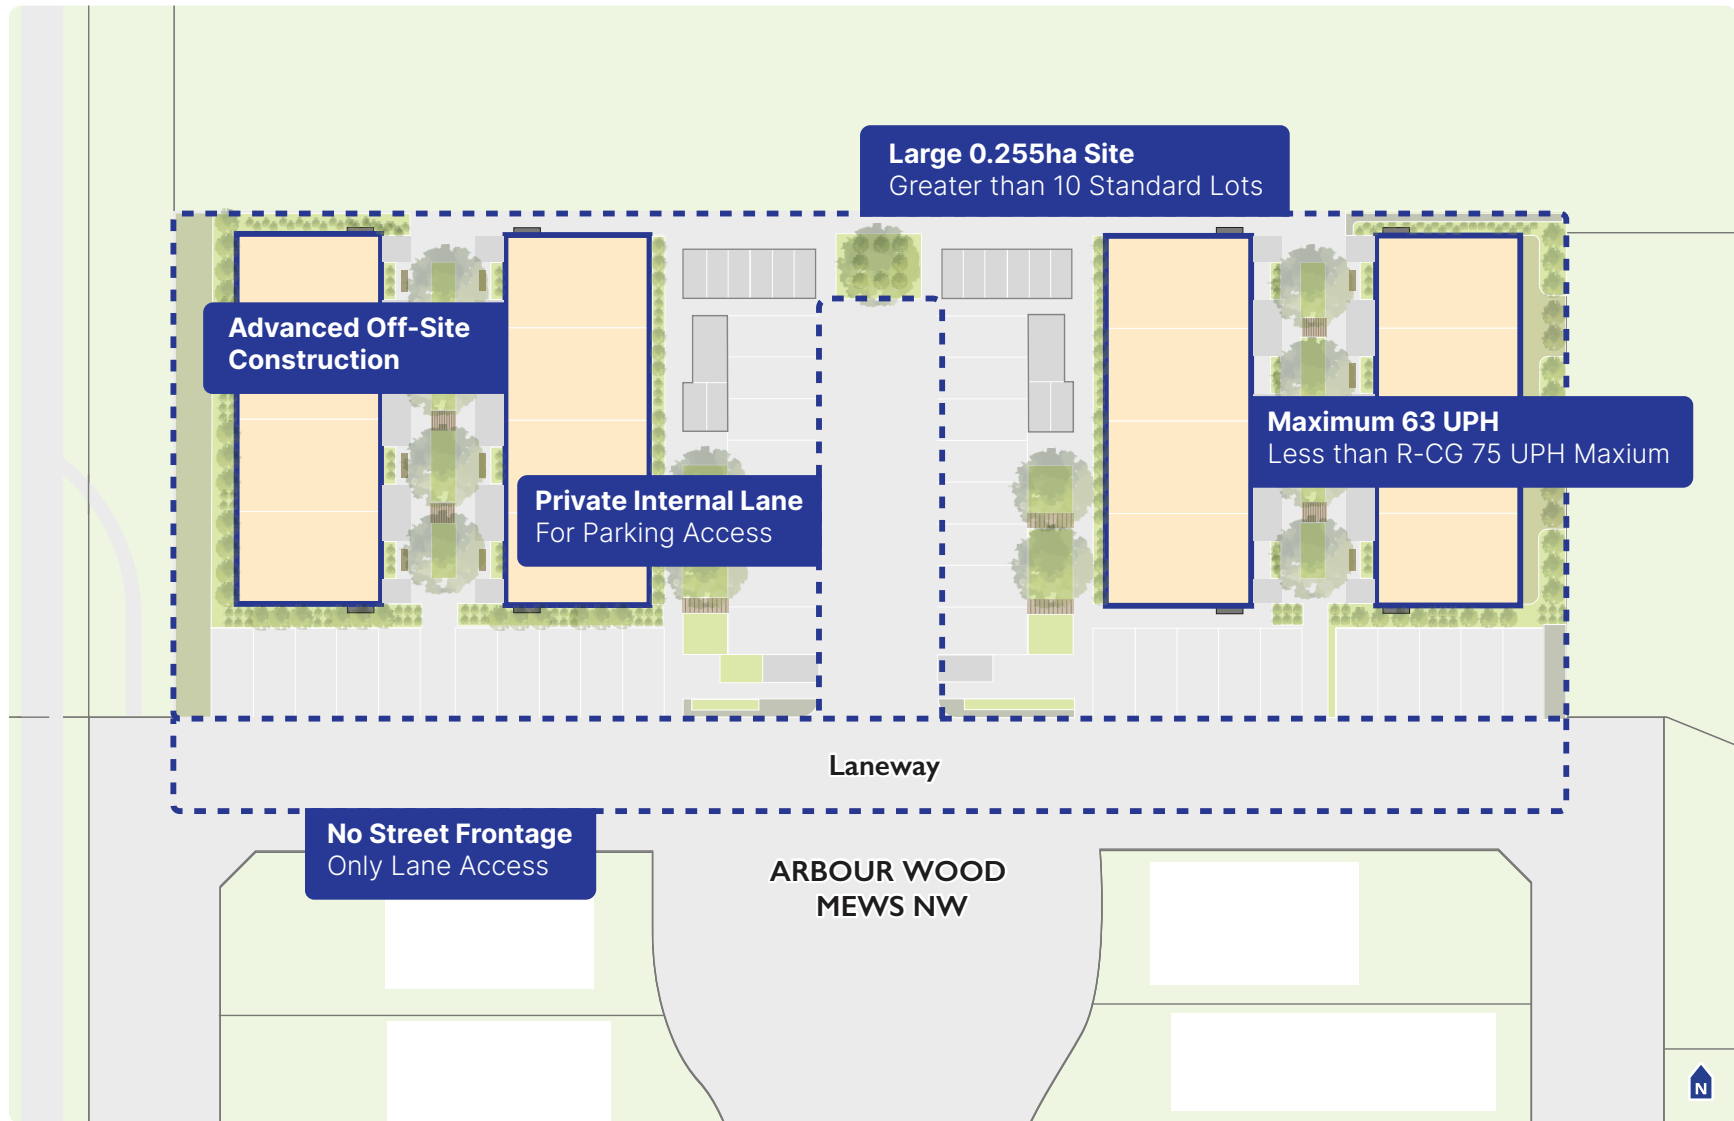 Large 0.255ha Site
Greater than 10 Standard Lots
Advanced Off-Site
Construction
Maximum 63 UPH
Less than R-CG 75 UPH Maxium
Private Internal Lane
For Parking Access
Laneway
No Street Frontage
Only Lane Access
ARBOUR WOOD
MEWS NW
N